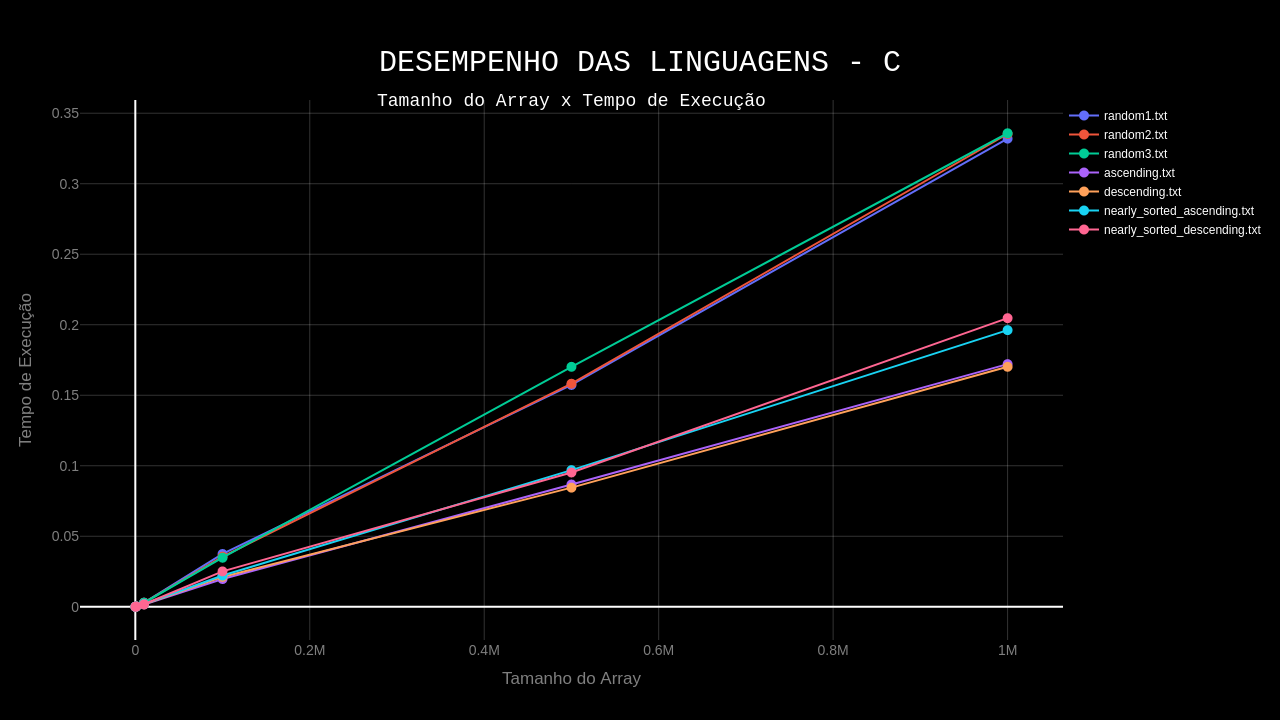 DESEMPENHO DAS LINGUAGENS - C
Tamanho do Array x Tempo de Execução
0.35
0.3
0.25
0.2
0.15
0.1
0.05
0
Tempo de Execução
0 0.2M 0.4M 0.6M 0.8M 1M
Tamanho do Array
random1.txt
random2.txt
random3.txt
ascending.txt
descending.txt
nearly_sorted_ascending.txt
nearly_sorted_descending.txt